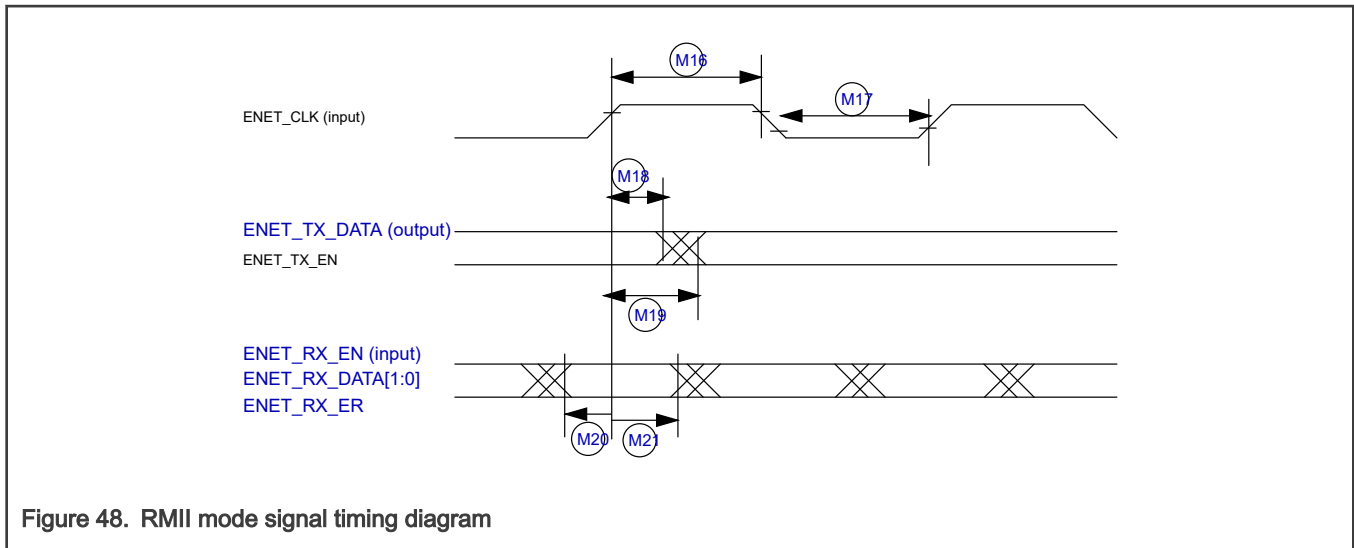 M16
ENET_CLK (input)
M17
M18
ENET_TX_DATA (output)
ENET_TX_EN
M19
ENET_RX_EN (input)
ENET_RX_DATA[1:0]
ENET_RX_ER
M20
M21
Figure 48. RMII mode signal timing diagram